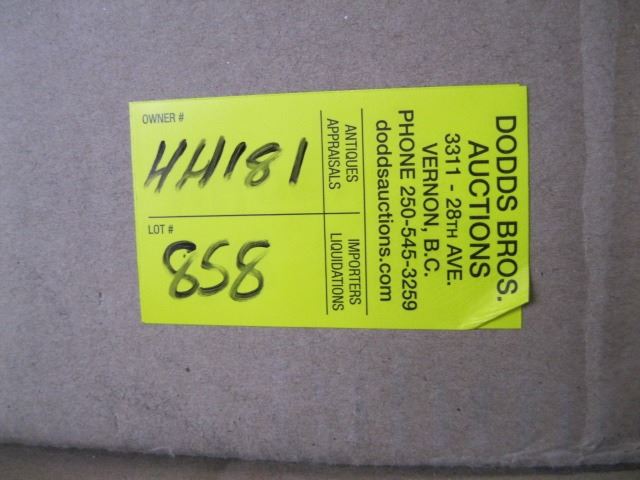 DODDS BROS.
AUCTIONS
3311 - 28TH AVE.
VERNON, B.C.
PHONE 250-545-3259
doddsauctions.com
ANTIQUES
APPRAISALS
IMPORTERS
LIQUIDATIONS
OWNER #
HH181
LOT #
858